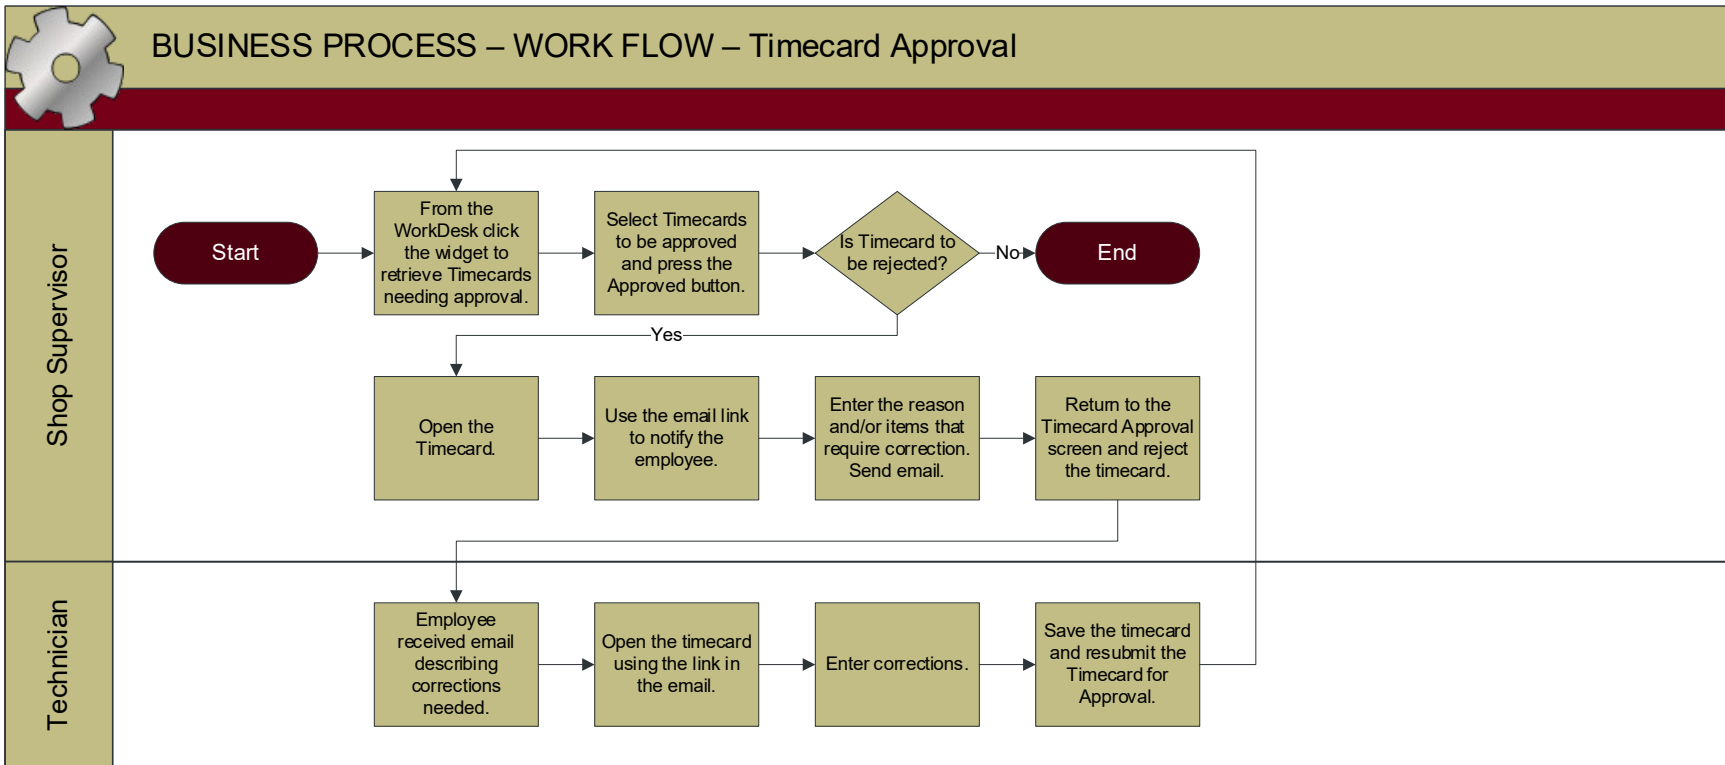 BUSINESS PROCESS – WORK FLOW – Timecard Approval
Shop Supervisor
Start
From the
WorkDesk click
the widget to
retrieve Timecards
needing approval.
Select Timecards
to be approved
and press the
Approved button.
Is Timecard to
be rejected?
No
End
Yes
Open the
Timecard.
Use the email link
to notify the
employee.
Enter the reason
and/or items that
require correction.
Send email.
Return to the
Timecard Approval
screen and reject
the timecard.
Technician
Employee
received email
describing
corrections
needed.
Open the timecard
using the link in
the email.
Enter corrections.
Save the timecard
and resubmit the
Timecard for
Approval.